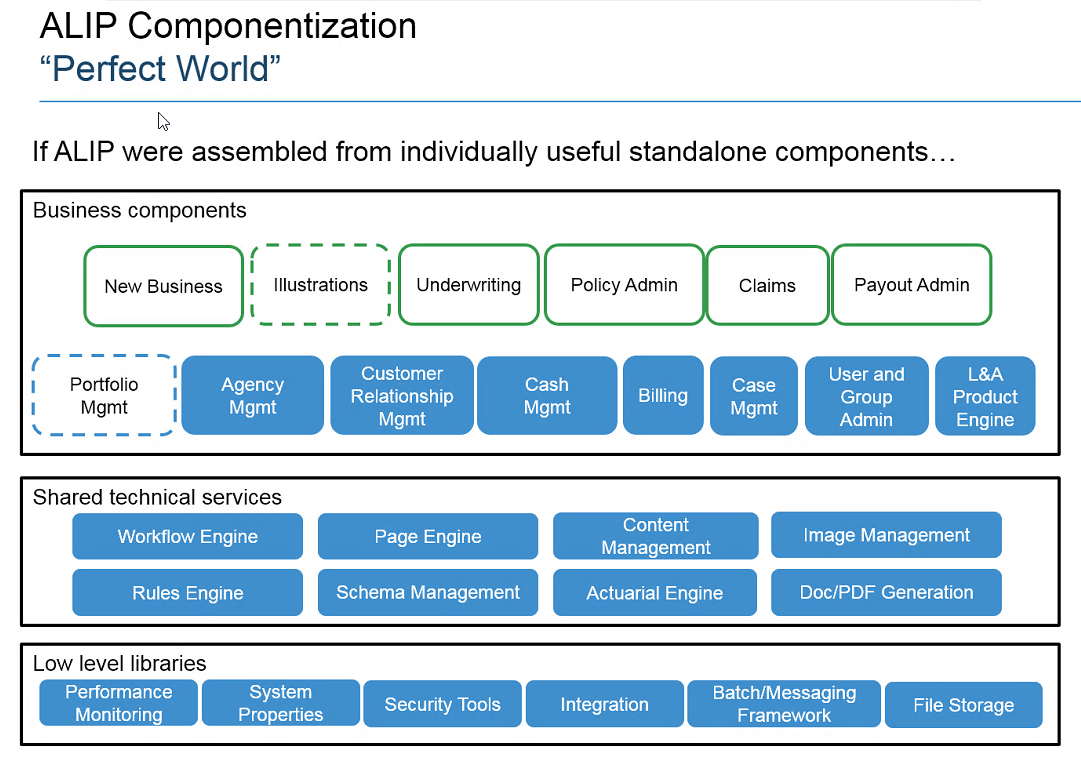 ALIP Componentization
“Perfect World”
If ALIP were assembled from individually useful standalone components…
Business components
New Business
Illustrations
Underwriting
Policy Admin
Claims
Payout Admin
Portfolio
Mgmt
Agency
Mgmt
Customer
Relationship
Mgmt
Cash
Mgmt
Billing
Case
Mgmt
User and
Group
Admin
L&A
Product
Engine
Shared technical services
Workflow Engine
Page Engine
Content
Management
Image Management
Rules Engine
Schema Management
Actuarial Engine
Doc/PDF Generation
Low level libraries
Performance
Monitoring
System
Properties
Security Tools
Integration
Batch/Messaging
Framework
File Storage